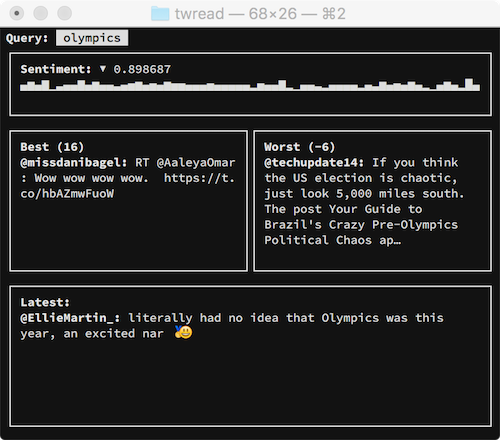 twread — 68×26 — ⌘2
Query: olympics
Sentiment: ▼ 0.898687
Best (16)
@missdanibagel: RT @AaleyaOmar
: Wow wow wow wow. https://t.
co/hbAZmwFuoW
Worst (-6)
@techupdate14: If you think
the US election is chaotic,
just look 5,000 miles south.
The post Your Guide to
Brazil's Crazy Pre-Olympics
Political Chaos ap…
Latest:
@EllieMartin_: literally had no idea that Olympics was this
year, an excited nar 🏅😃